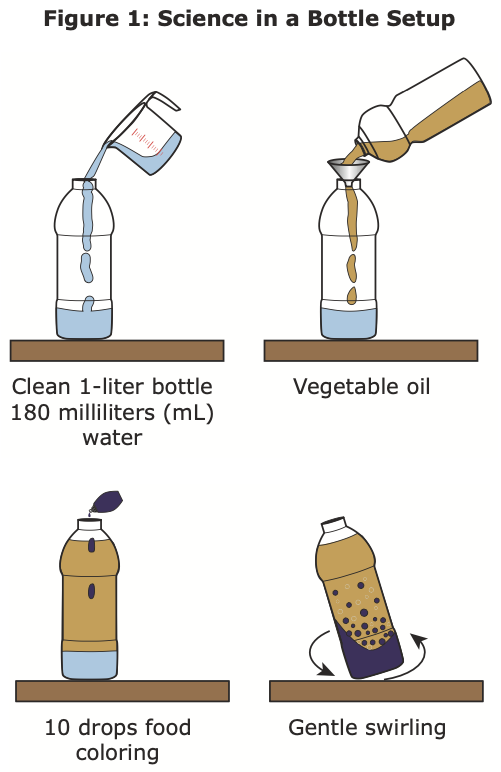 Figure 1: Science in a Bottle Setup
Clean 1-liter bottle
180 milliliters (mL)
water
Vegetable oil
10 drops food
coloring
Gentle swirling